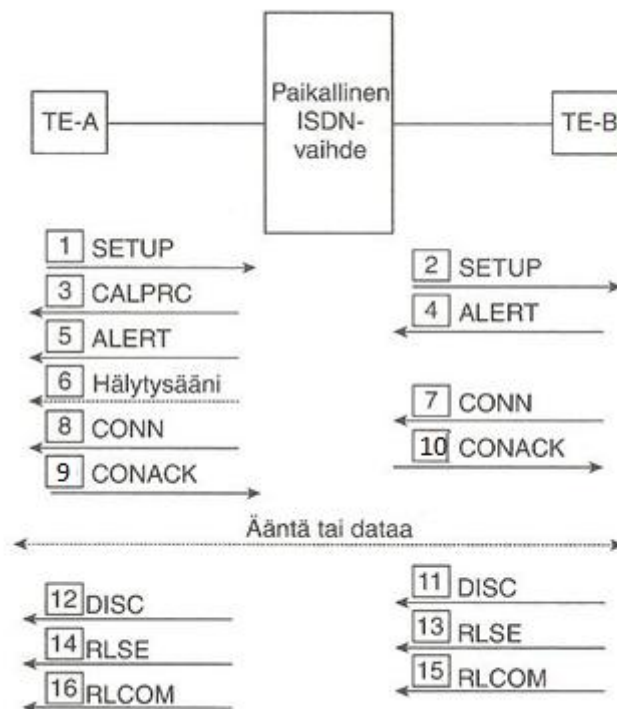 TE-A
Paikallinen
ISDN-
vaihde
TE-B
1 SETUP
2 SETUP
3 CALPRC
4 ALERT
5 ALERT
6 Hälytysääni
7 CONN
8 CONN
9 CONACK
10 CONACK
Ääntä tai dataa
11 DISC
12 DISC
13 RLSE
14 RLSE
15 RLCOM
16 RLCOM